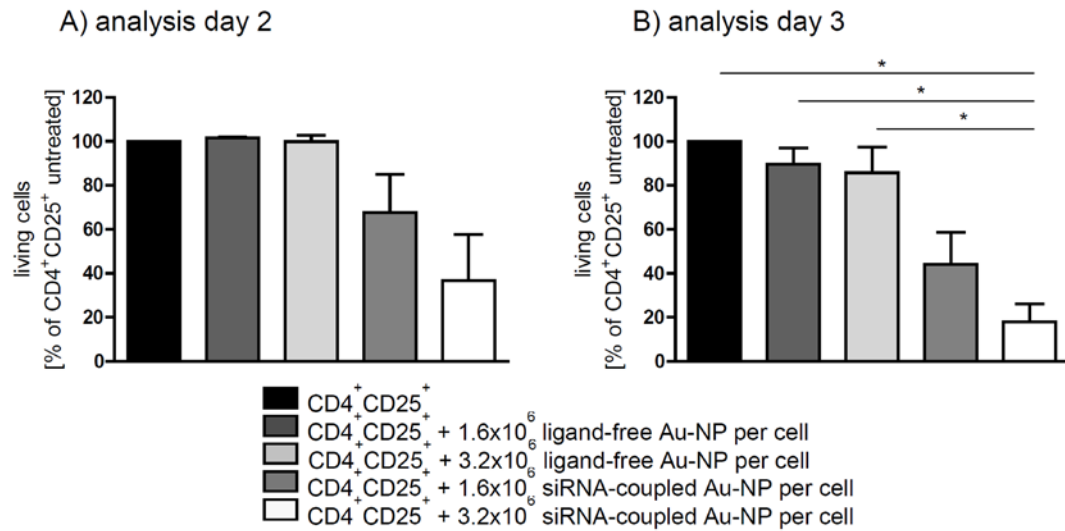 A) analysis day 2
B) analysis day 3
living cells
[% of CD4⁺CD25⁺ untreated]
120
100
80
60
40
20
0
living cells
[% of CD4⁺CD25⁺ untreated]
120
100
80
60
40
20
0
*
*
*
CD4⁺CD25⁺
CD4⁺CD25⁺ + 1.6x10⁶ ligand-free Au-NP per cell
CD4⁺CD25⁺ + 3.2x10⁶ ligand-free Au-NP per cell
CD4⁺CD25⁺ + 1.6x10⁶ siRNA-coupled Au-NP per cell
CD4⁺CD25⁺ + 3.2x10⁶ siRNA-coupled Au-NP per cell